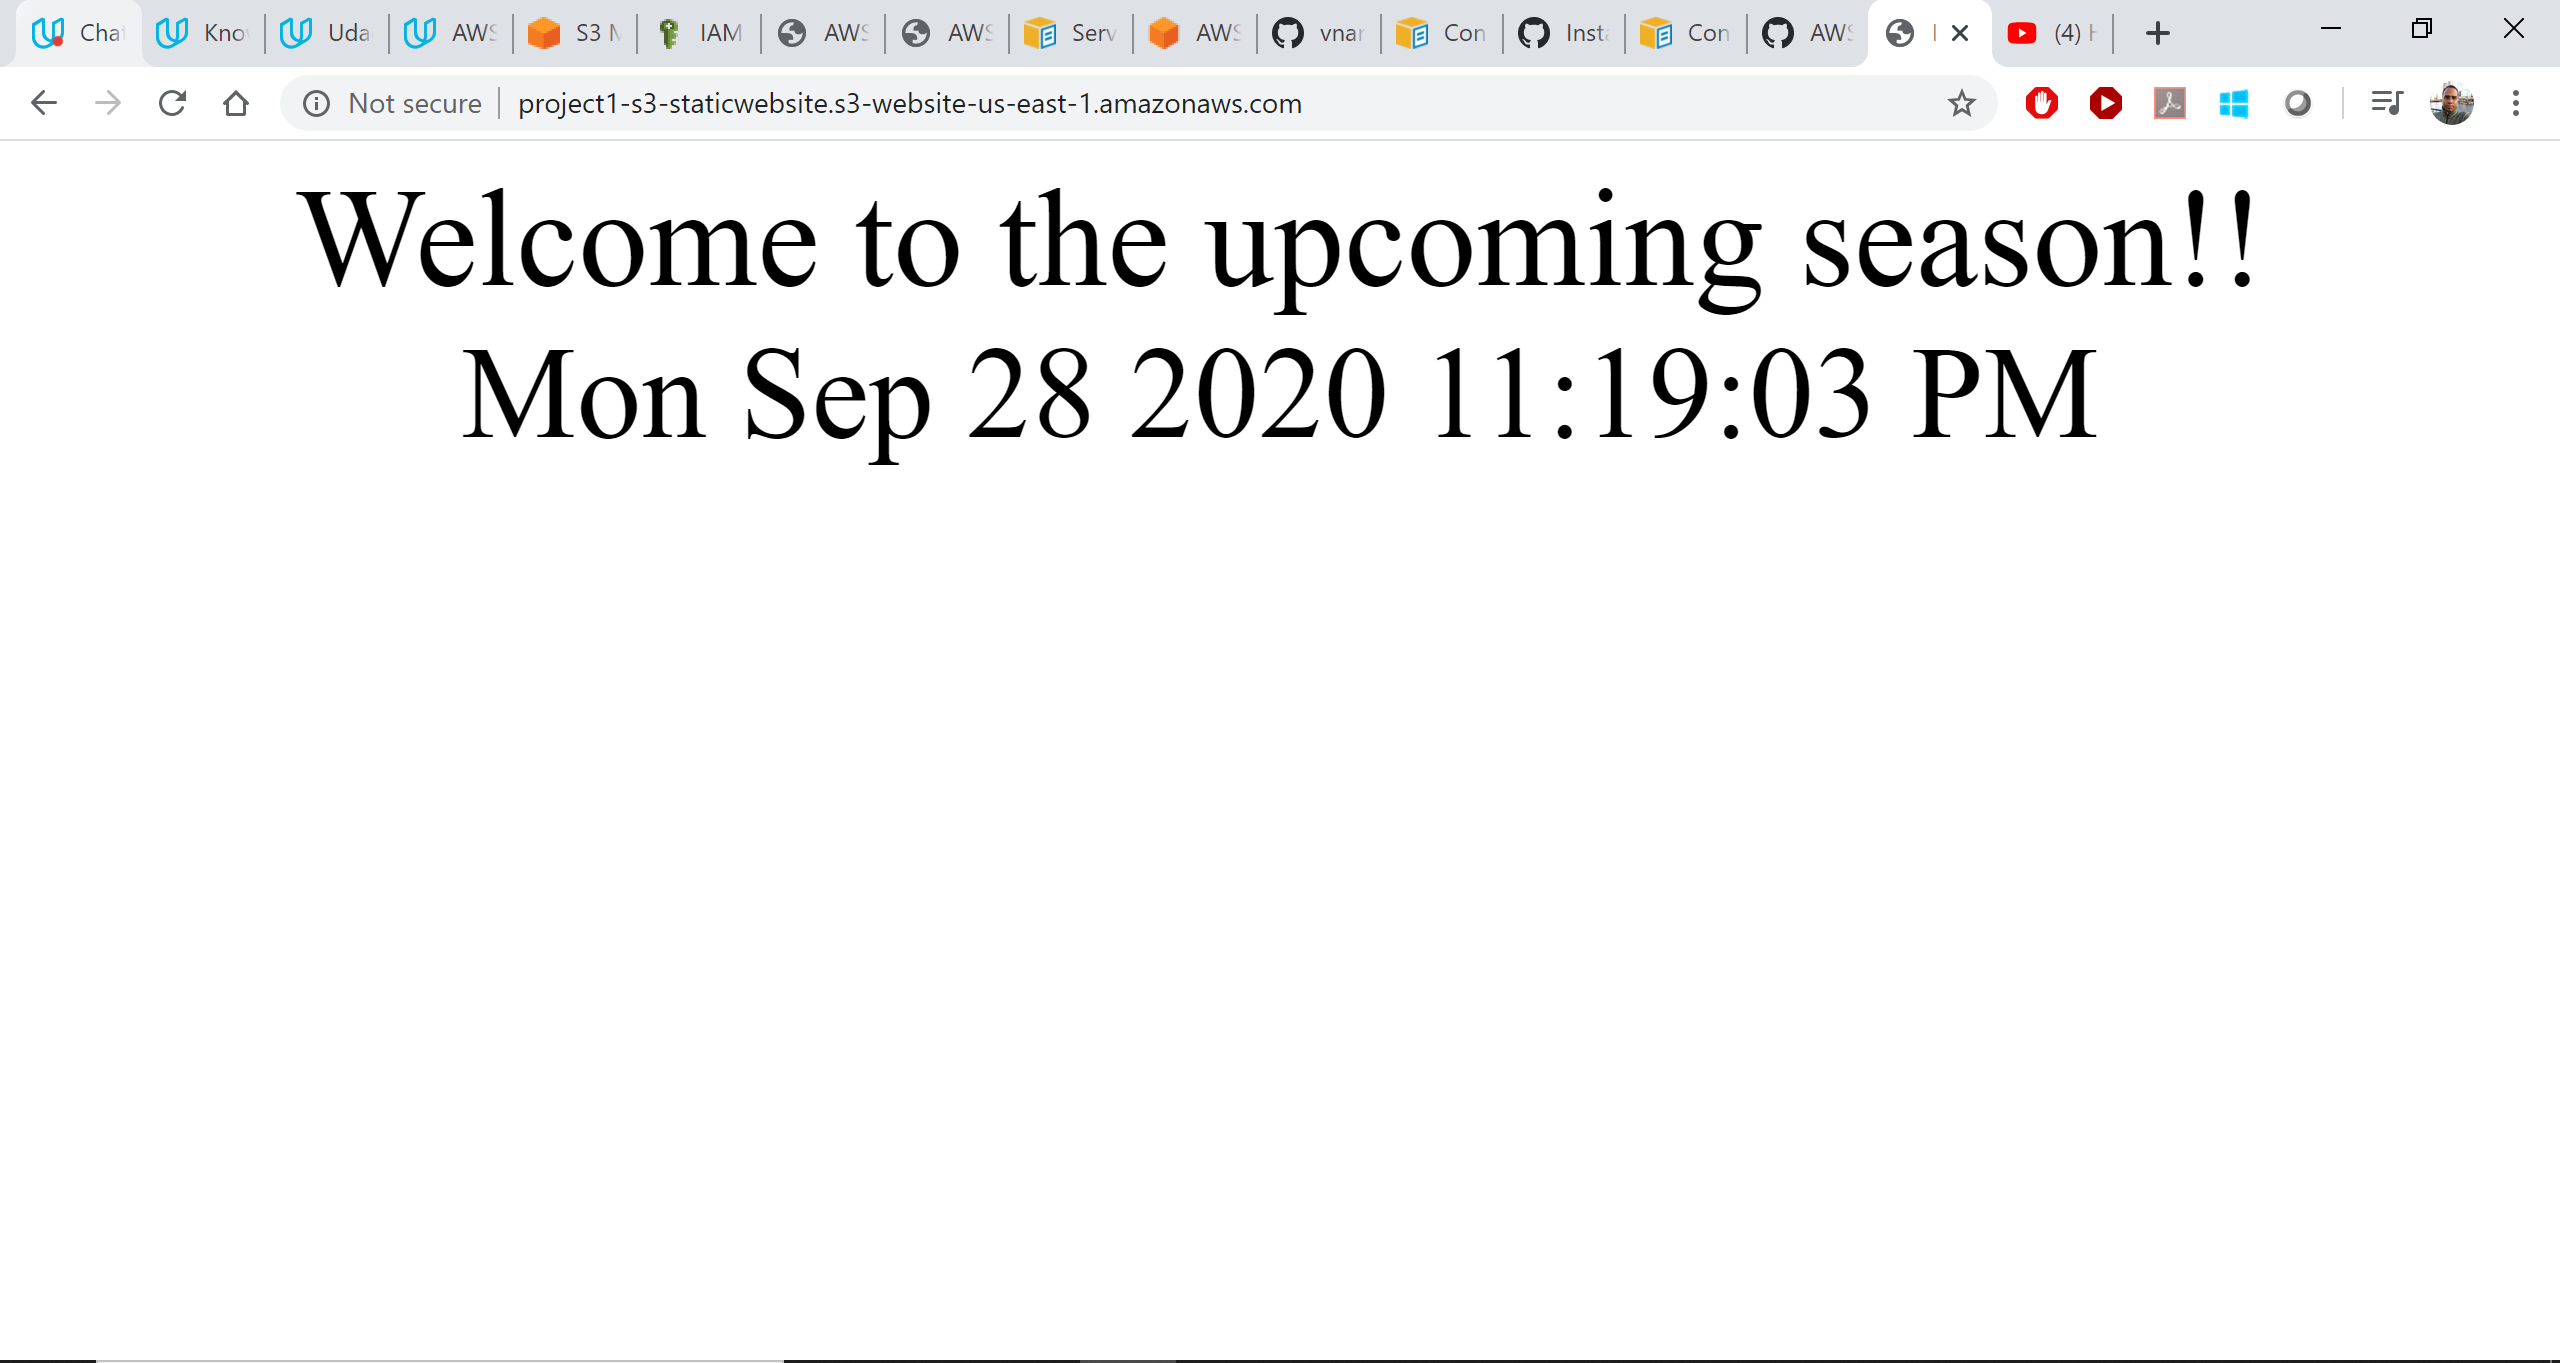 Cha
Kno
Uda
AWS
S3 M
IAM
AWS
AWS
Serv
AWS
vnar
Con
Insta
Con
AWS
(4)
Not secure
project1-s3-staticwebsite.s3-website-us-east-1.amazonaws.com
Welcome to the upcoming season!!
Mon Sep 28 2020 11:19:03 PM